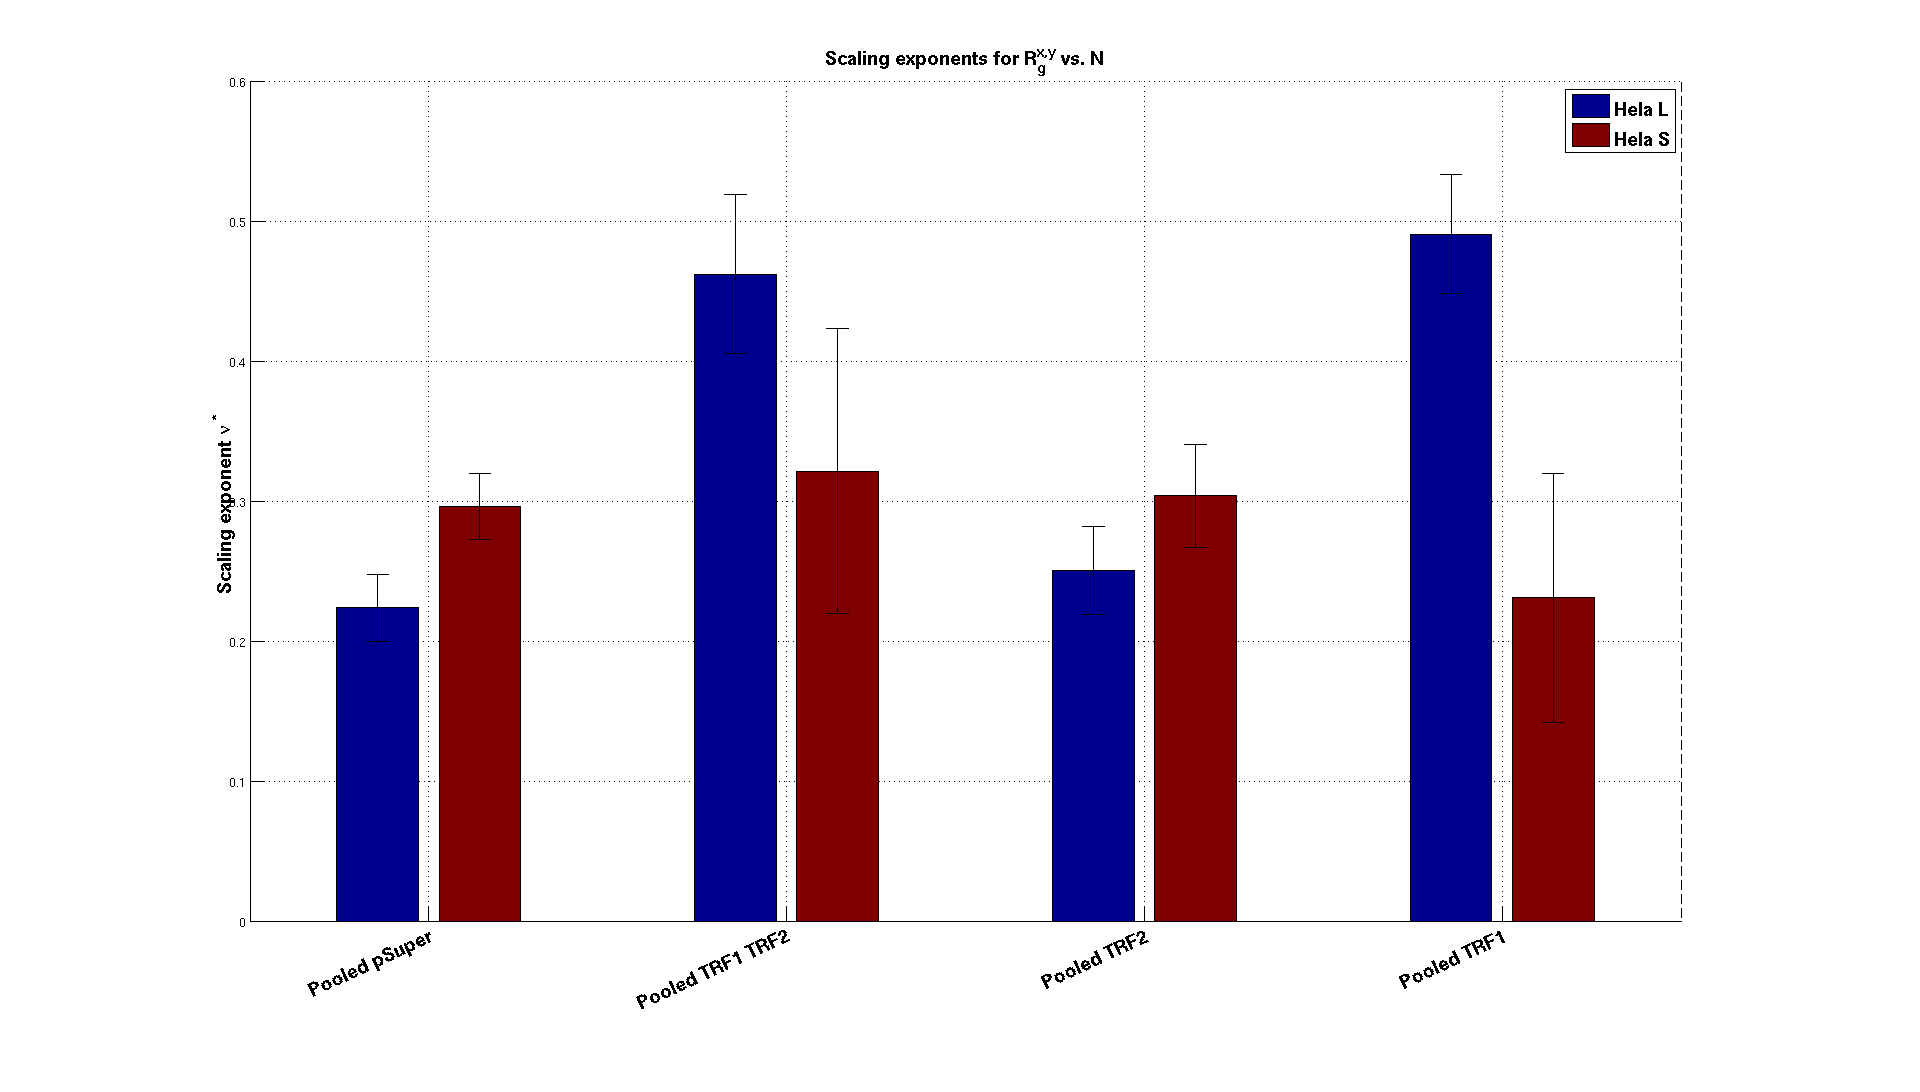 Scaling exponents for R_g^{x,y} vs. N
Hela L
Hela S
0.6
0.5
0.4
0.3
0.2
0.1
0
Scaling exponent ν*
Pooled pSuper
Pooled TRF1 TRF2
Pooled TRF2
Pooled TRF1